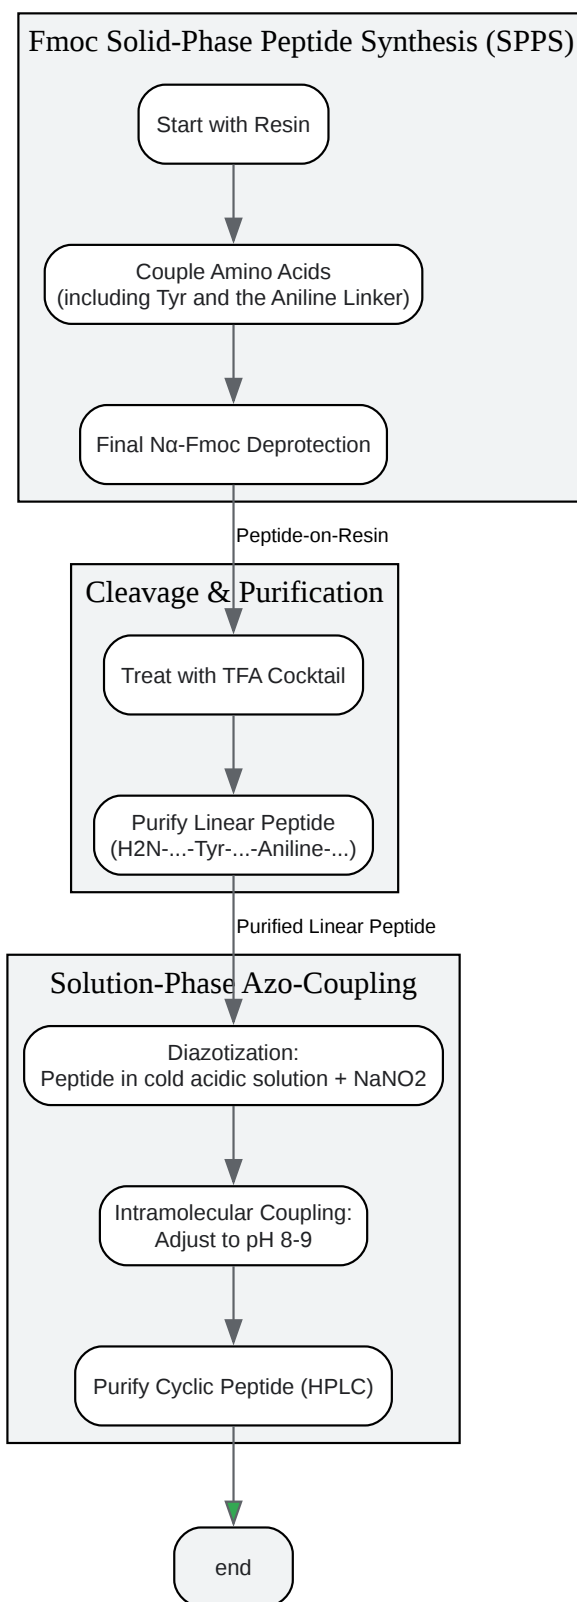 Fmoc Solid-Phase Peptide Synthesis (SPPS)
Start with Resin
Couple Amino Acids
(including Tyr and the Aniline Linker)
Final Nα-Fmoc Deprotection
Peptide-on-Resin
Cleavage & Purification
Treat with TFA Cocktail
Purify Linear Peptide
(H2N-...-Tyr-...-Aniline-...)
Purified Linear Peptide
Solution-Phase Azo-Coupling
Diazotization:
Peptide in cold acidic solution + NaNO2
Intramolecular Coupling:
Adjust to pH 8-9
Purify Cyclic Peptide (HPLC)
end